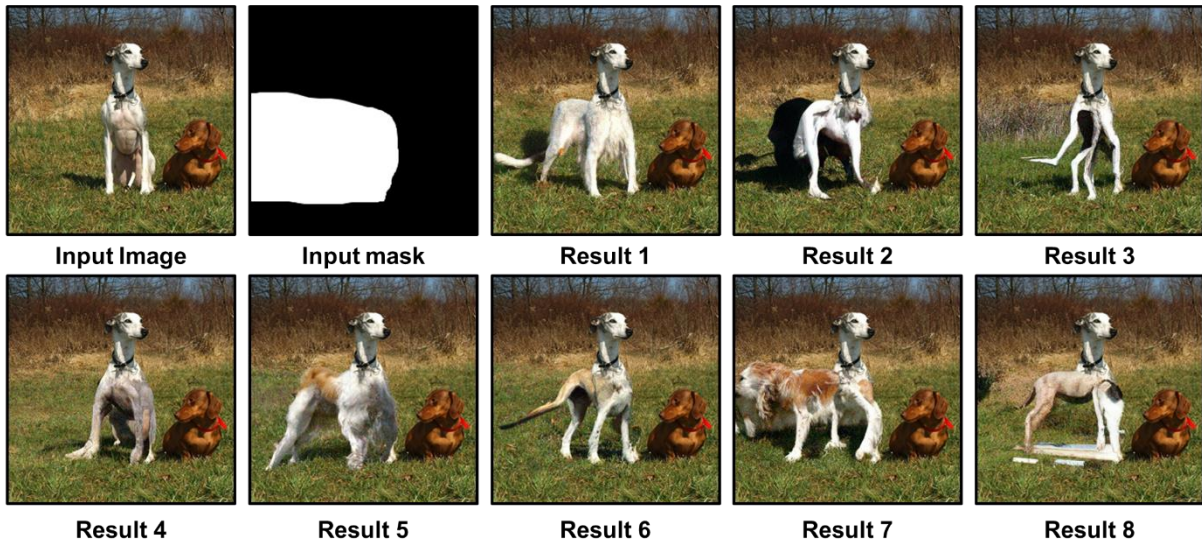 Input Image
Input mask
Result 1
Result 2
Result 3
Result 4
Result 5
Result 6
Result 7
Result 8